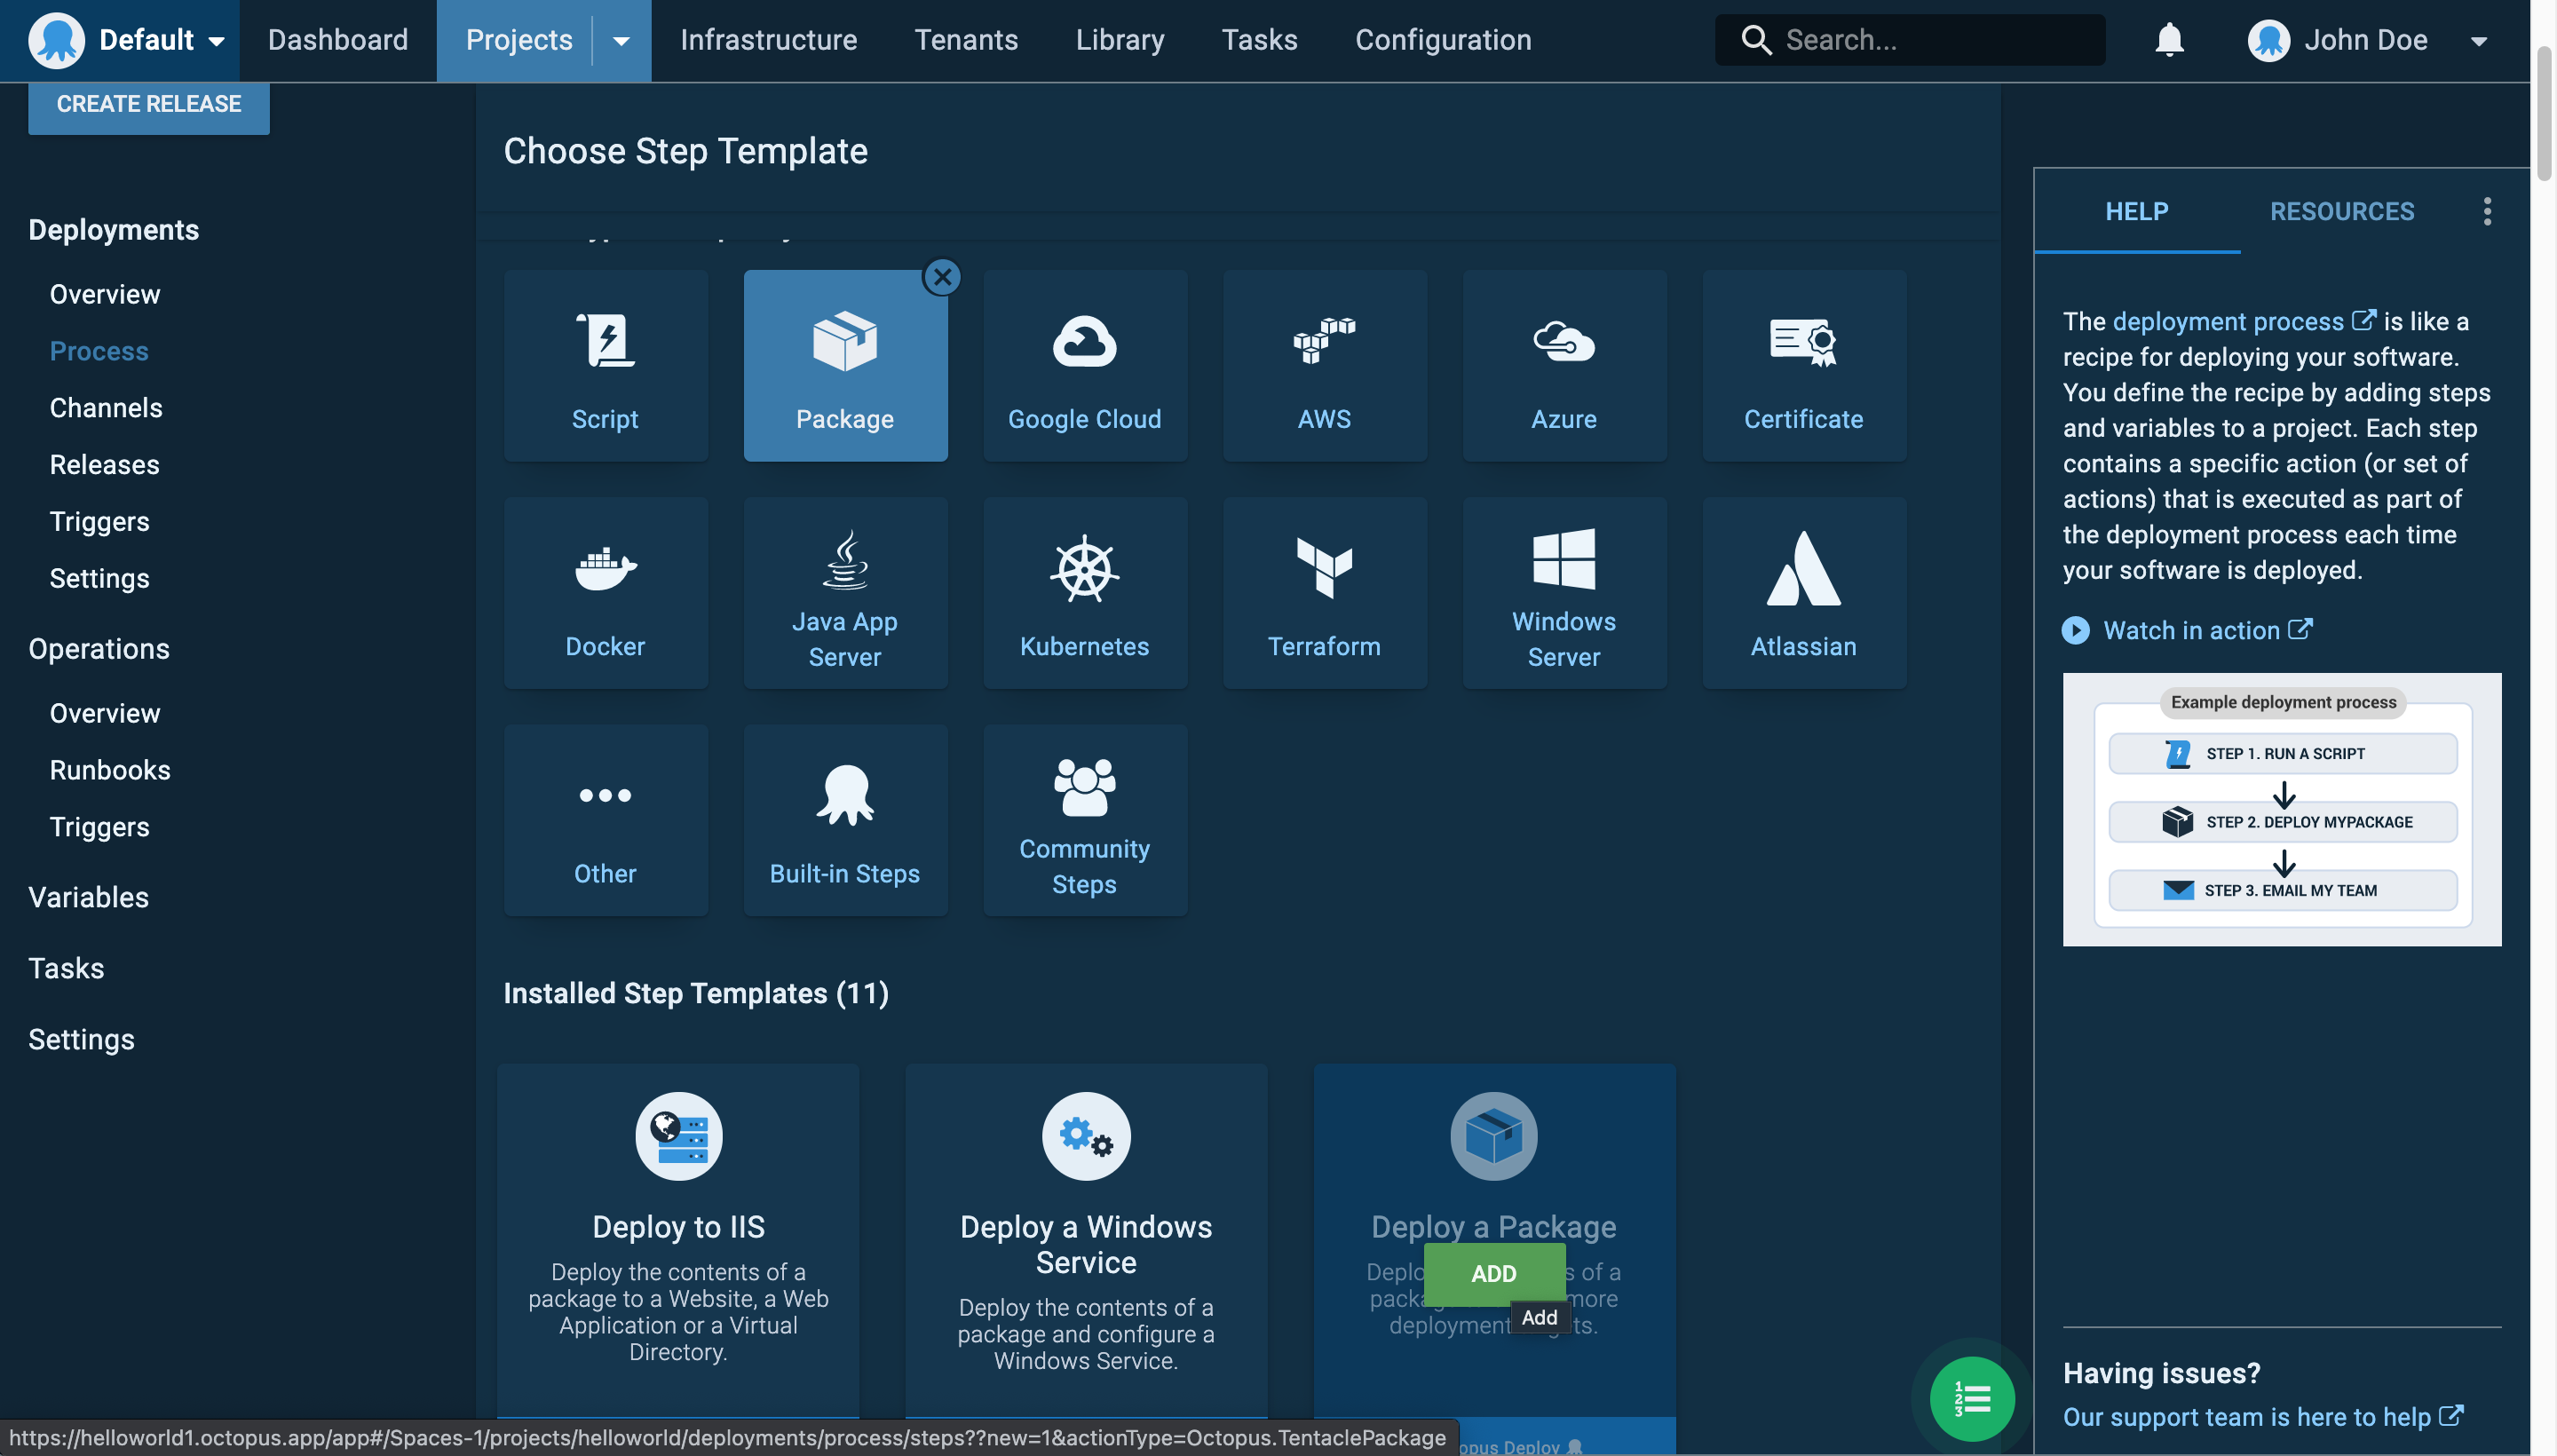 Default
Dashboard
Projects
Infrastructure
Tenants
Library
Tasks
Configuration
Search...
John Doe
CREATE RELEASE
Deployments
Overview
Process
Channels
Releases
Triggers
Settings
Operations
Overview
Runbooks
Triggers
Variables
Tasks
Settings
Choose Step Template
Script
Package
Google Cloud
AWS
Azure
Certificate
Docker
Java App
Server
Kubernetes
Terraform
Windows
Server
Atlassian
Other
Built-in Steps
Community
Steps
Installed Step Templates (11)
Deploy to IIS
Deploy the contents of a
package to a Website, a Web
Application or a Virtual
Directory.
Deploy a Windows
Service
Deploy the contents of a
package and configure a
Windows Service.
Deploy a Package
of a
more
deployment
ADD
Add
Deploy
HELP
RESOURCES
The deployment process is like a
recipe for deploying your software.
You define the recipe by adding steps
and variables to a project. Each step
contains a specific action (or set of
actions) that is executed as part of
the deployment process each time
your software is deployed.
Watch in action
Example deployment process
STEP 1. RUN A SCRIPT
STEP 2. DEPLOY MYPACKAGE
STEP 3. EMAIL MY TEAM
Having issues?
Our support team is here to help
1
2
3
https://helloworld1.octopus.app/app#/Spaces-1/projects/helloworld/deployments/process/steps??new=1&actionType=Octopus.TentaclePackage